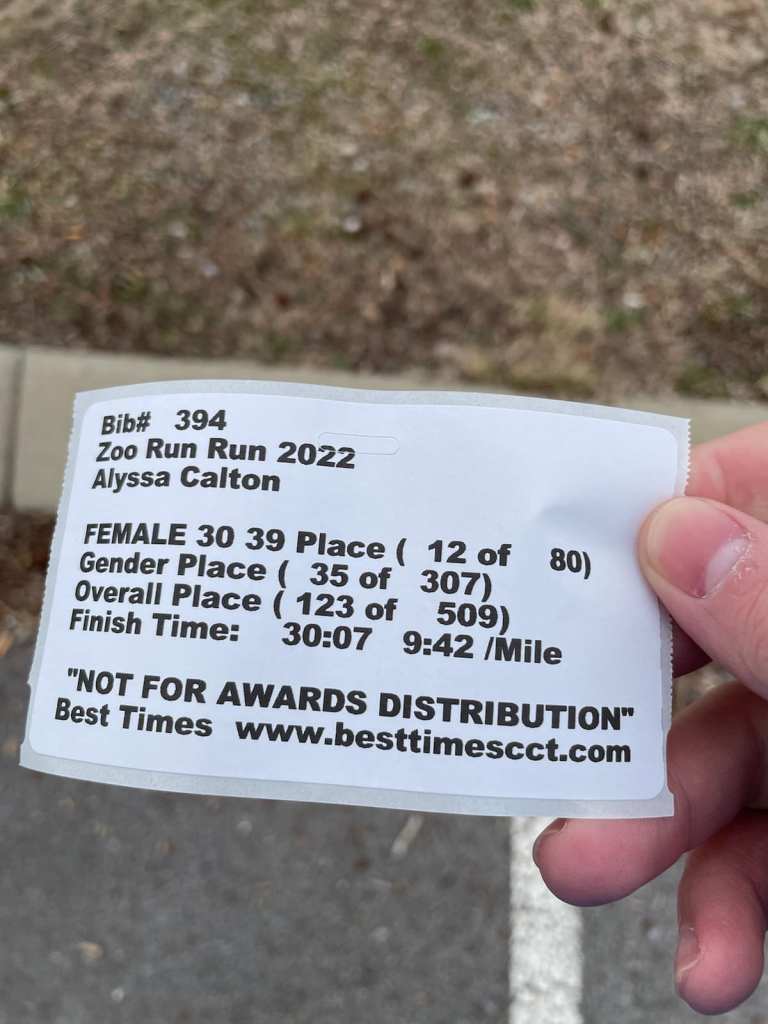 Bib# 394
Zoo Run Run 2022
Alyssa Calton
FEMALE 30 39 Place ( 12 of 80)
Gender Place ( 35 of 307)
Overall Place ( 123 of 509)
Finish Time: 30:07 9:42 /Mile
"NOT FOR AWARDS DISTRIBUTION"
Best Times www.besttimescct.com